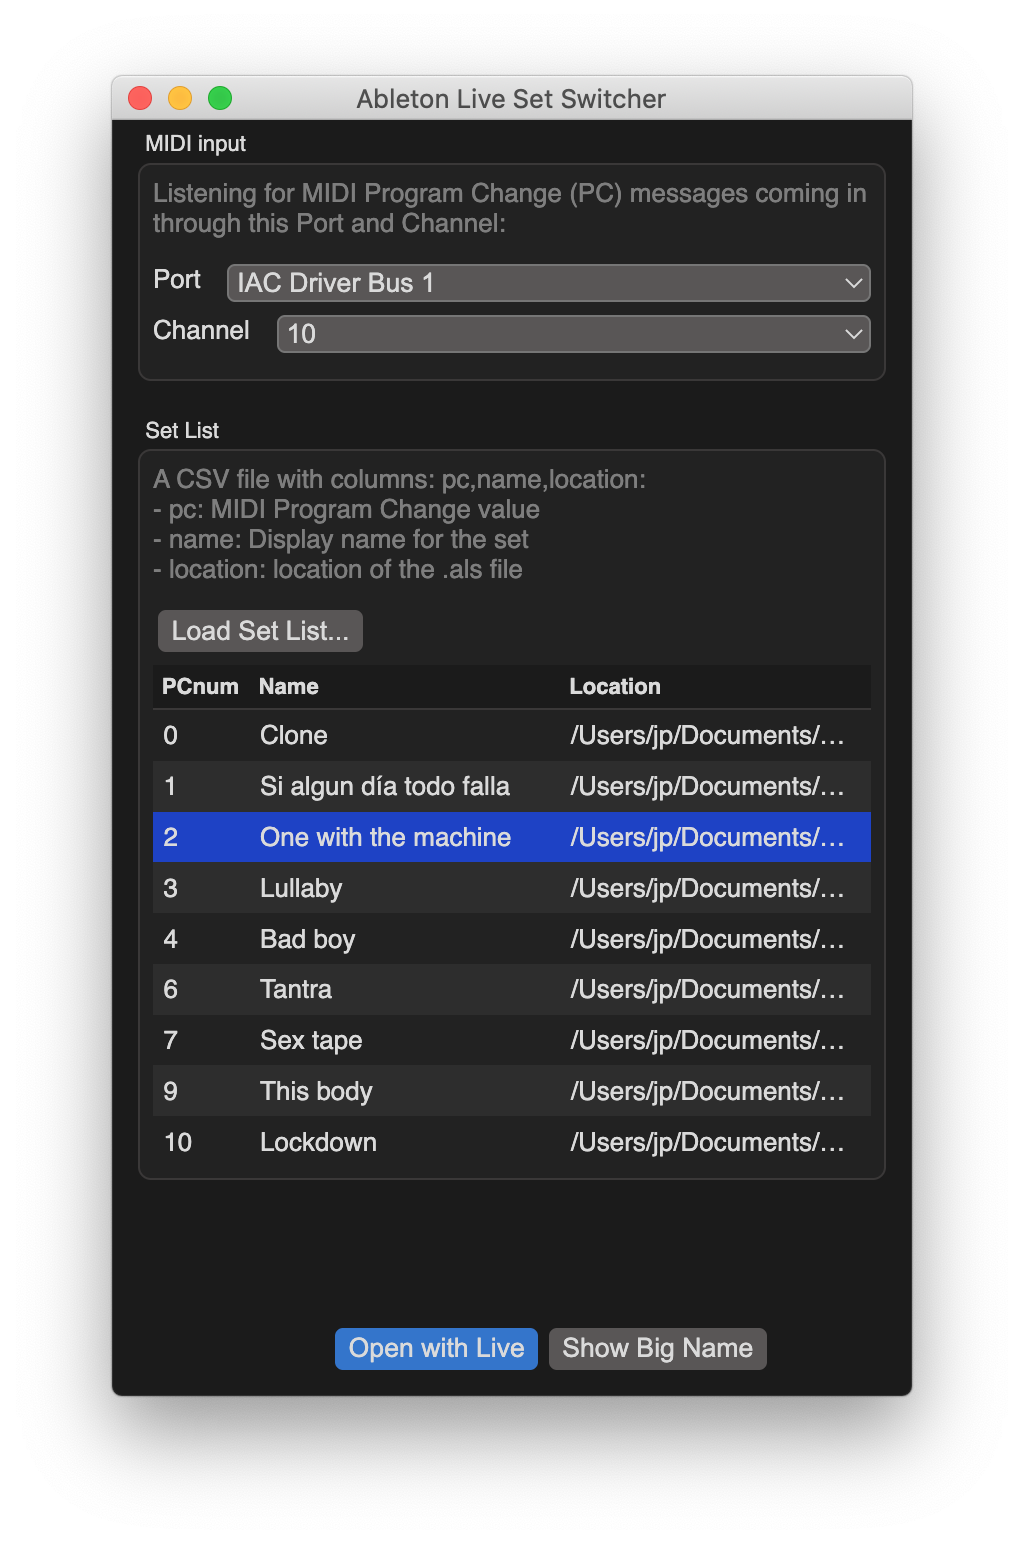 Ableton Live Set Switcher
MIDI input
Listening for MIDI Program Change (PC) messages coming in
through this Port and Channel:
Port IAC Driver Bus 1
Channel 10
Set List
A CSV file with columns: pc,name,location:
- pc: MIDI Program Change value
- name: Display name for the set
- location: location of the .als file
Load Set List...
PCnum Name Location
0 Clone /Users/jp/Documents/...
1 Si algun día todo falla /Users/jp/Documents/...
2 One with the machine /Users/jp/Documents/...
3 Lullaby /Users/jp/Documents/...
4 Bad boy /Users/jp/Documents/...
6 Tantra /Users/jp/Documents/...
7 Sex tape /Users/jp/Documents/...
9 This body /Users/jp/Documents/...
10 Lockdown /Users/jp/Documents/...
Open with Live Show Big Name